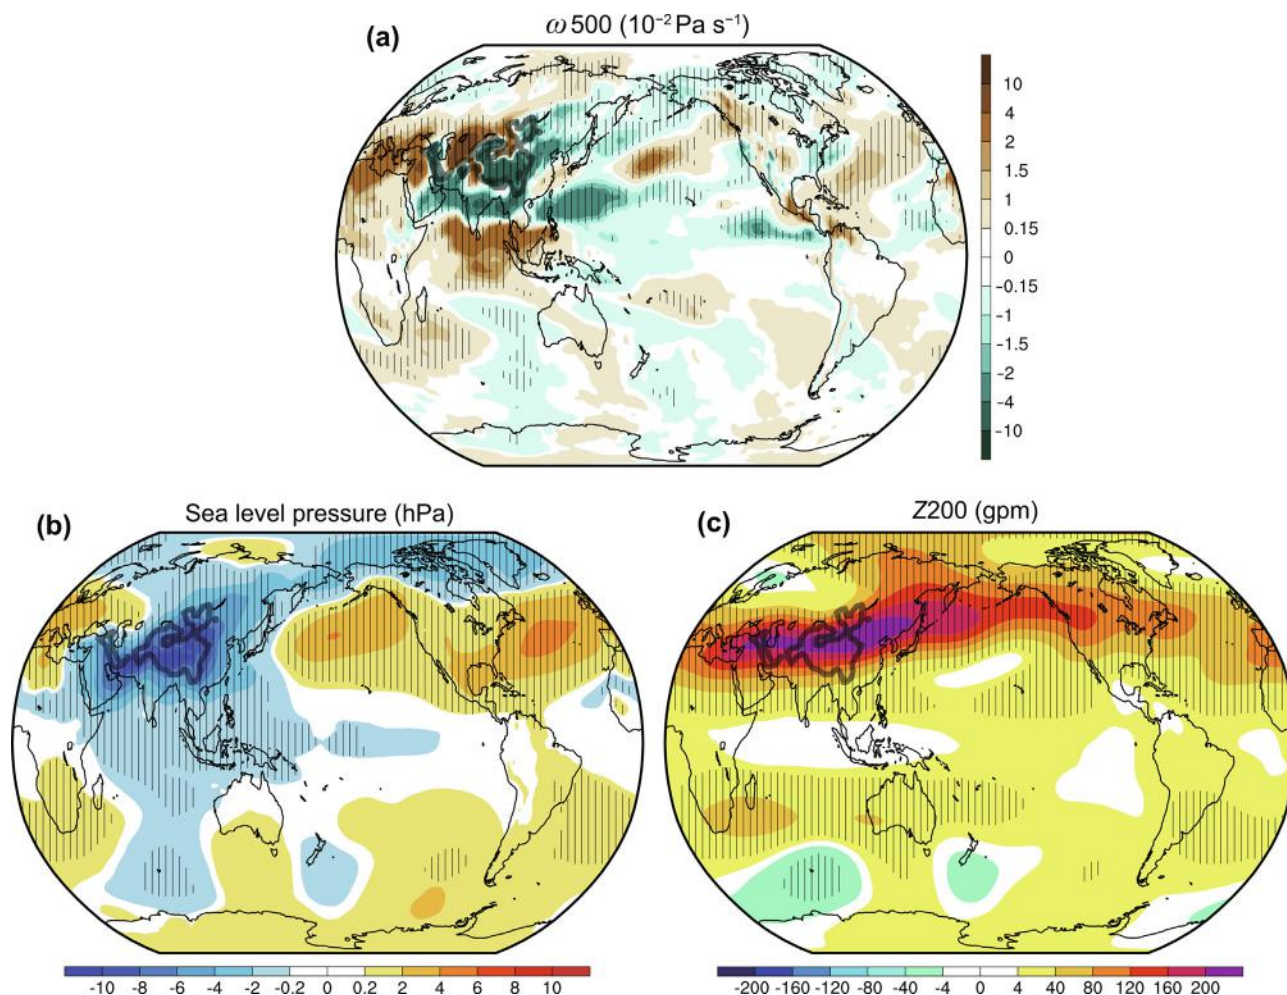 (a)
ω500 (10⁻² Pa s⁻¹)
10
4
2
1.5
1
0.15
0
-0.15
-1
-1.5
-2
-4
-10
(b)
Sea level pressure (hPa)
-10 -8 -6 -4 -2 -0.2 0 0.2 2 4 6 8 10
(c)
Z200 (gpm)
-200 -160 -120 -80 -40 -4 0 4 40 80 120 160 200